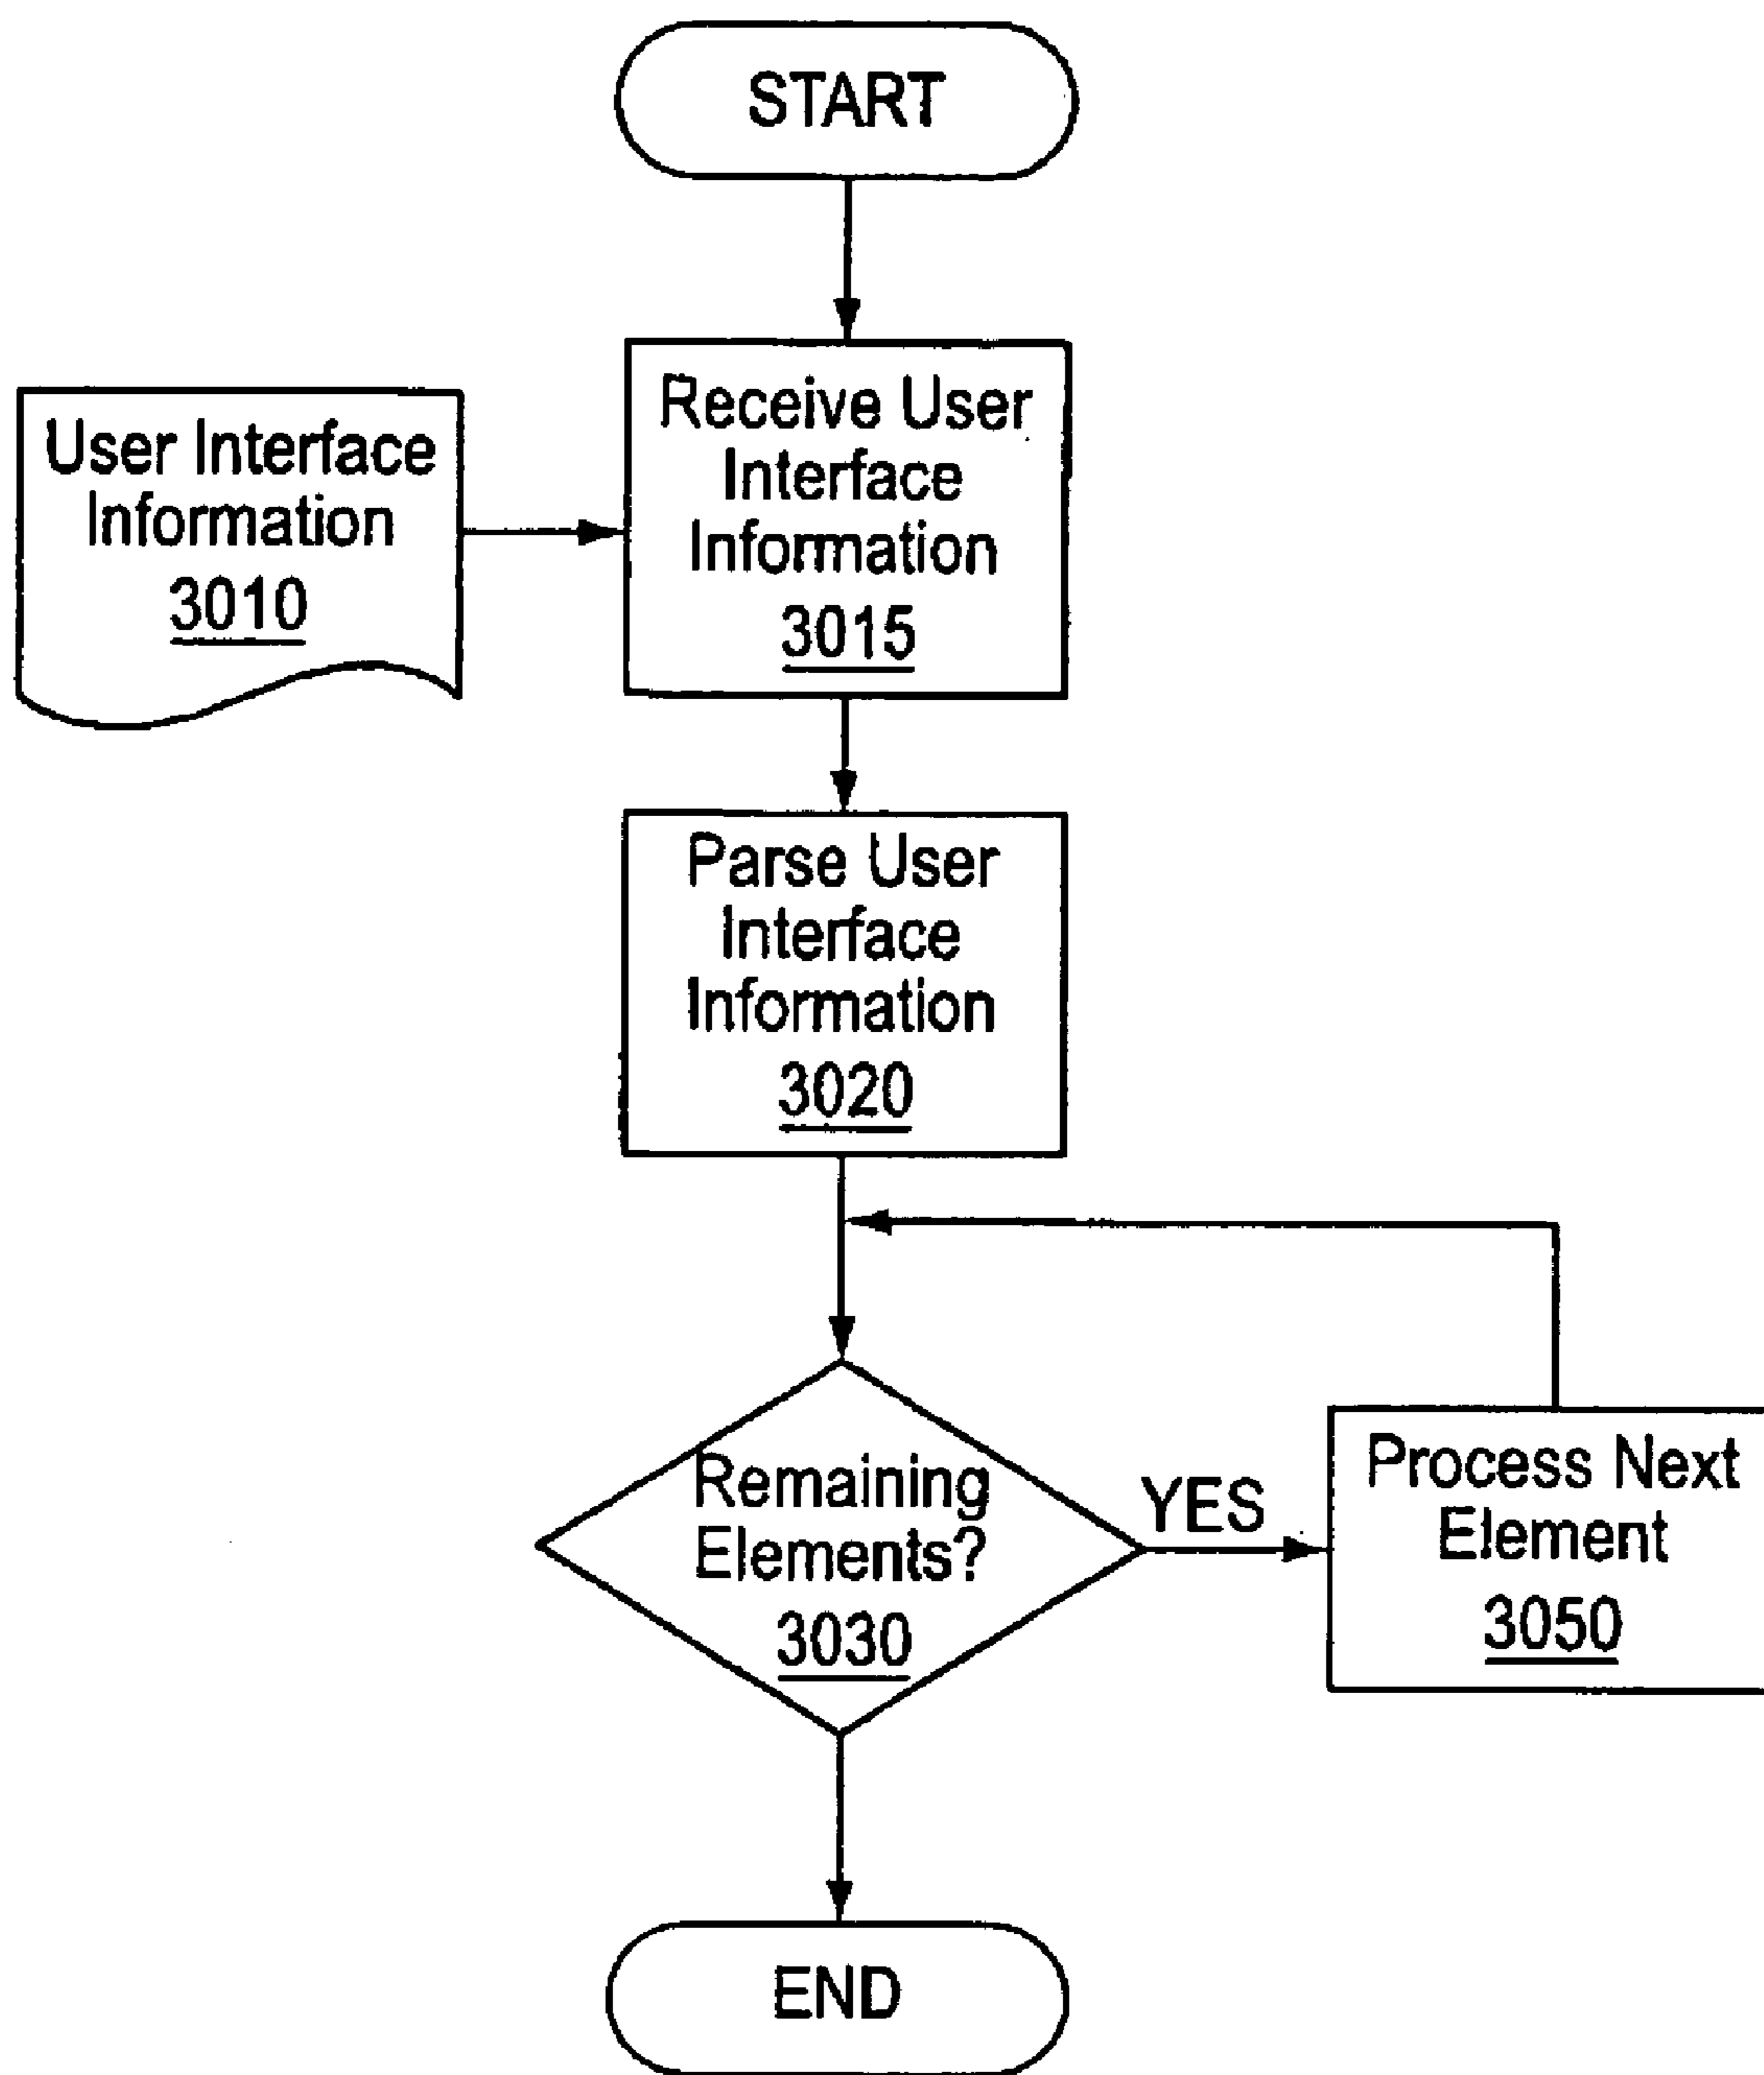 START
User Interface
Information
3010
Receive User
Interface
Information
3015
Parse User
Interface
Information
3020
Remaining
Elements?
3030
YES
Process Next
Element
3050
END